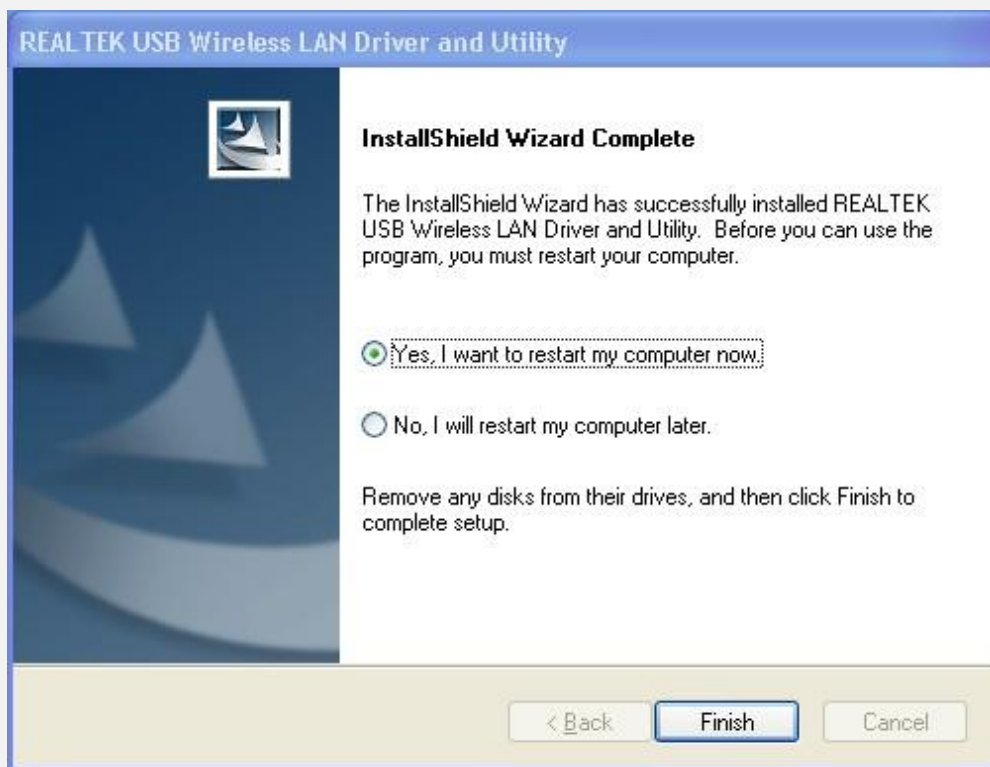 REALTEK USB Wireless LAN Driver and Utility
InstallShield Wizard Complete
The InstallShield Wizard has successfully installed REALTEK
USB Wireless LAN Driver and Utility.  Before you can use the
program, you must restart your computer.
Yes, I want to restart my computer now.
No, I will restart my computer later.
Remove any disks from their drives, and then click Finish to
complete setup.
< Back
Finish
Cancel